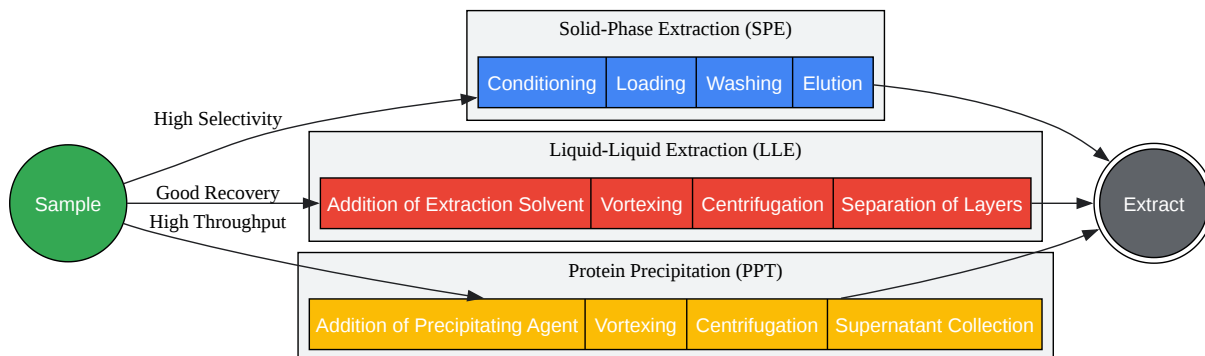 Solid-Phase Extraction (SPE)
Conditioning Loading Washing Elution
High Selectivity
Liquid-Liquid Extraction (LLE)
Sample
Good Recovery
Addition of Extraction Solvent Vortexing Centrifugation Separation of Layers
Extract
High Throughput
Protein Precipitation (PPT)
Addition of Precipitating Agent Vortexing Centrifugation Supernatant Collection